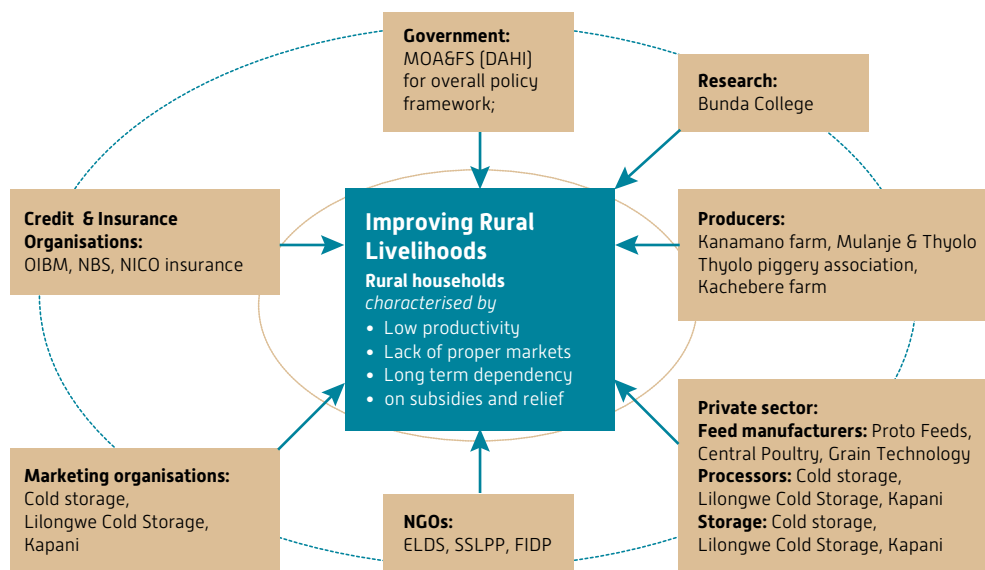 Government:
MOA&FS (DAHI)
for overall policy
framework;
Research:
Bunda College
Credit & Insurance
Organisations:
OIBM, NBS, NICO insurance
Improving Rural
Livelihoods
Rural households
characterised by
• Low productivity
• Lack of proper markets
• Long term dependency
• on subsidies and relief
Producers:
Kanamano farm, Mulanje & Thyolo
Thyolo piggery association,
Kachebere farm
Marketing organisations:
Cold storage,
Lilongwe Cold Storage,
Kapani
NGOs:
ELDS, SSLPP, FIDP
Private sector:
Feed manufacturers: Proto Feeds,
Central Poultry, Grain Technology
Processors: Cold storage,
Lilongwe Cold Storage, Kapani
Storage: Cold storage,
Lilongwe Cold Storage, Kapani